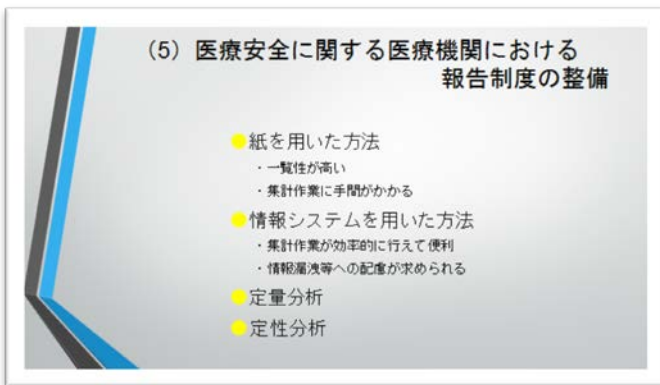 （5）医療安全に関する医療機関における
報告制度の整備
●紙を用いた方法
・一覧性が高い
・集計作業に手間がかかる
●情報システムを用いた方法
・集計作業が効率的に行えて便利
・情報漏洩等への配慮が求められる
●定量分析
●定性分析